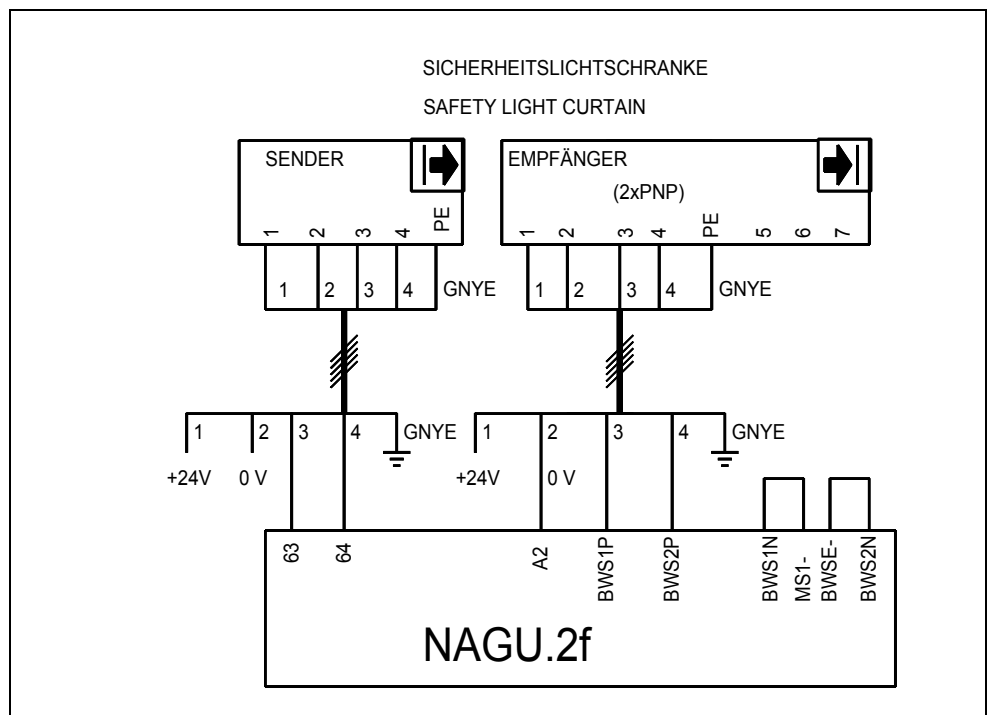 SICHERHEITSLICHTSCHRANKE
SAFETY LIGHT CURTAIN
SENDER
EMPFÄNGER
(2xPNP)
1 2 3 4 PE
1 2 3 4 PE 5 6 7
1 2 3 4 GNYE
1 2 3 4 GNYE
1 2 3 4 GNYE
1 2 3 4 GNYE
+24V 0 V
+24V 0 V
63 64 A2 BWS1P BWS2P BWS1N MS1- BWSE- BWS2N
NAGU.2f